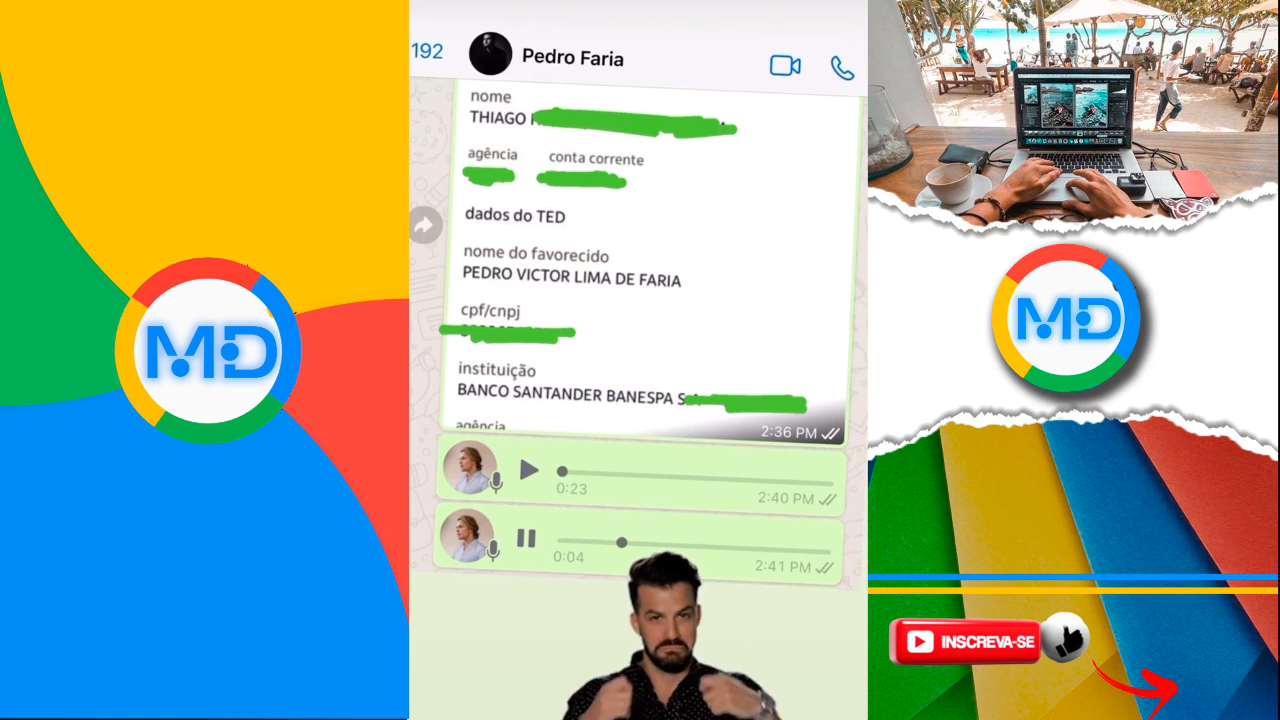 MD
192
Pedro Faria
nome
THIAGO
agência conta corrente
dados do TED
nome do favorecido
PEDRO VICTOR LIMA DE FARIA
cpf/cnpj
instituição
BANCO SANTANDER BANESPA
agência
2:36 PM
0:23 2:40 PM
0:04 2:41 PM
MD
INSCREVA-SE